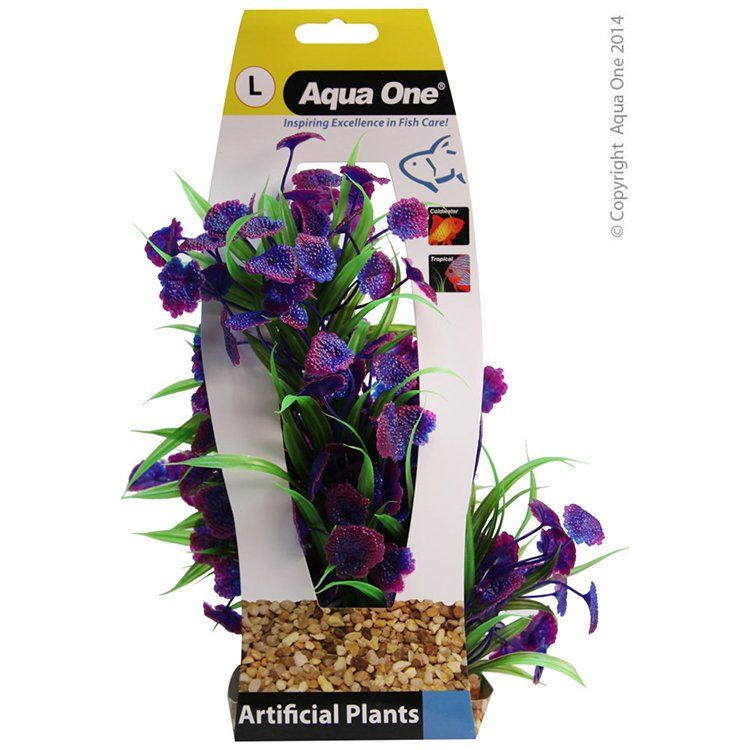 L
Aqua One®
Inspiring Excellence in Fish Care!
Coldwater
Tropical
Artificial Plants
© Copyright Aqua One 2014